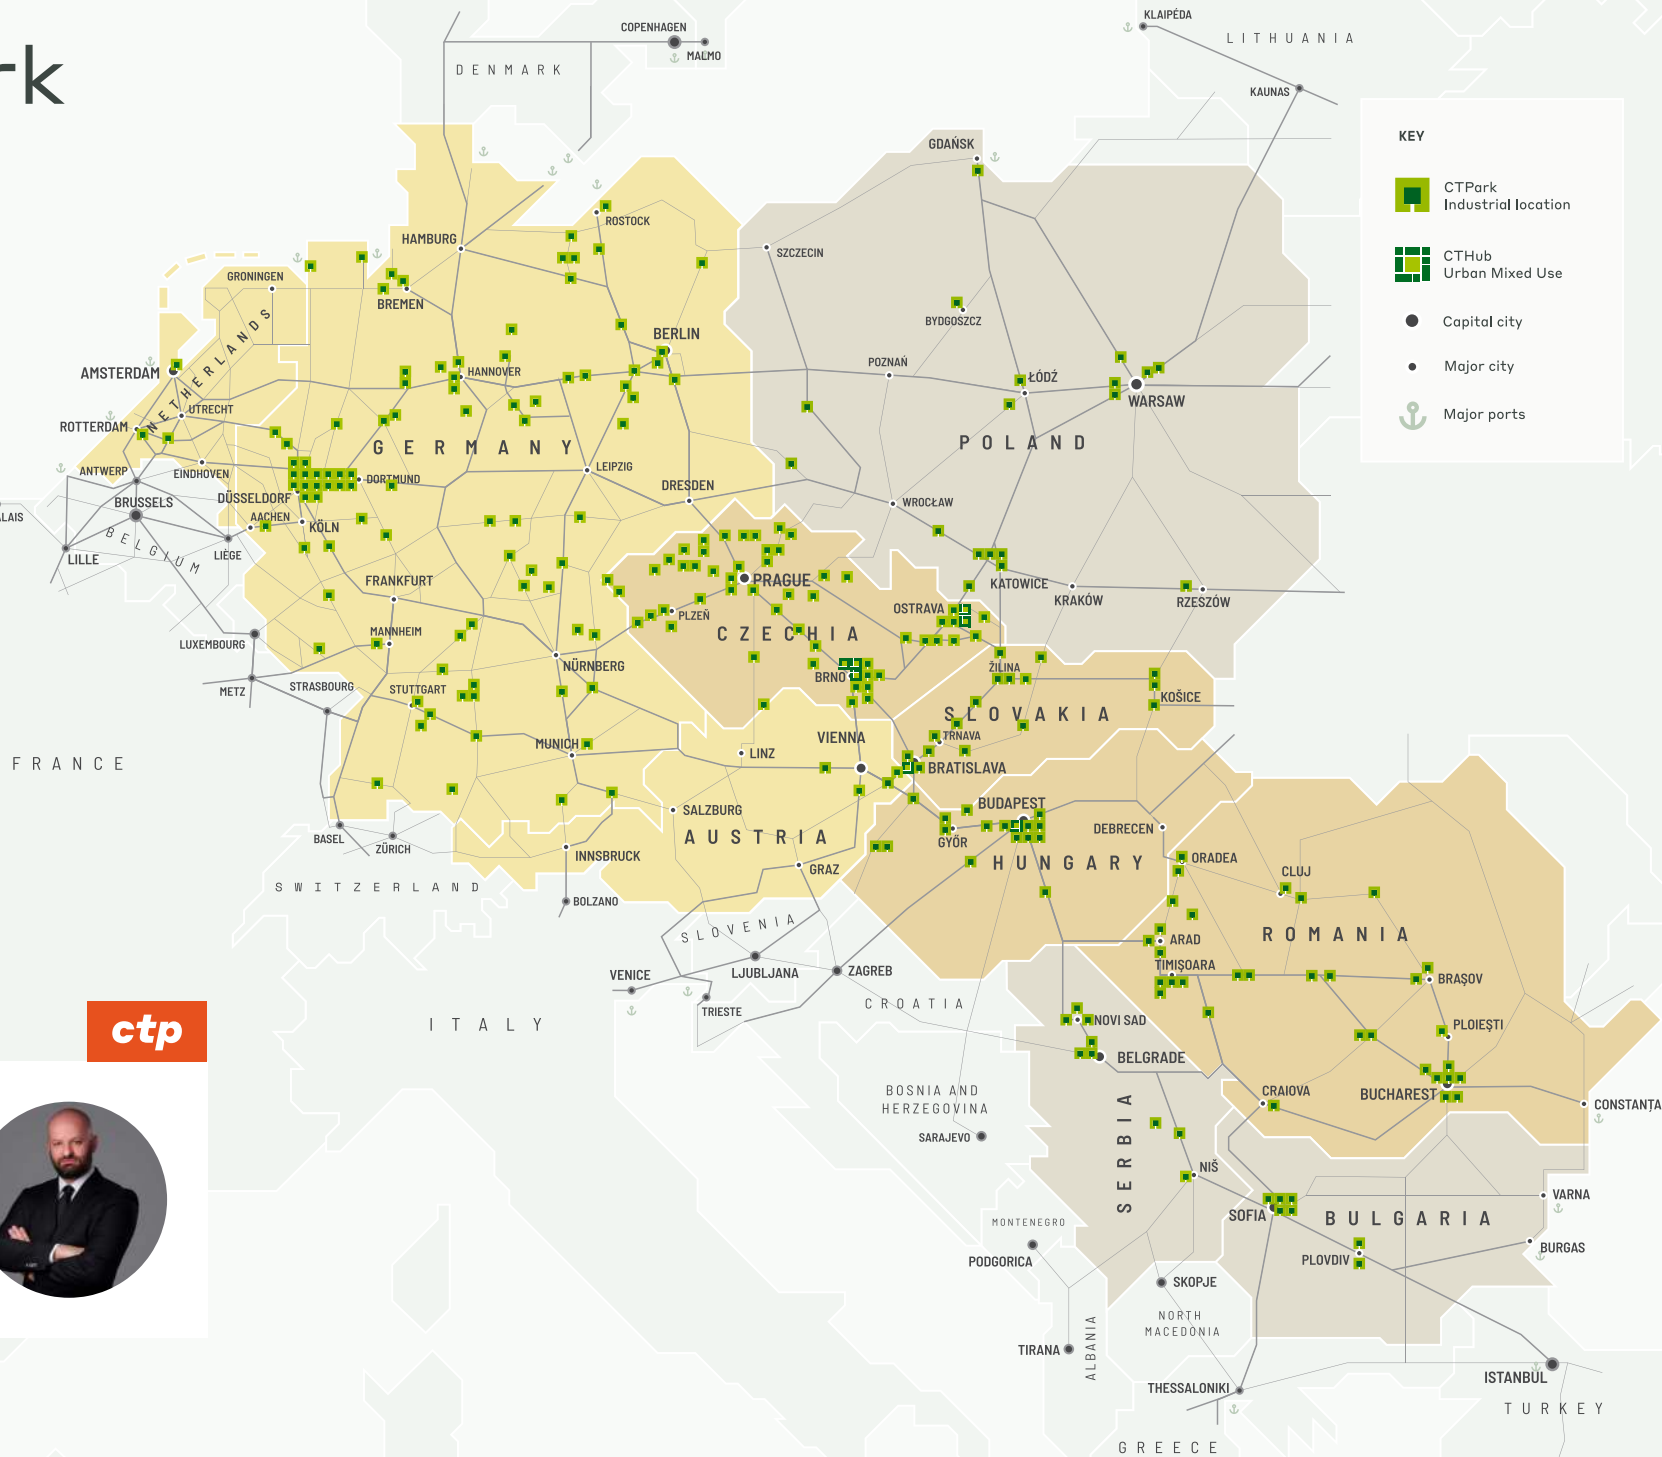 rk
COPENHAGEN
MALMO
DENMARK
KLAIPĖDA
LITHUANIA
KAUNAS
KEY
CTPark
Industrial location
CTHub
Urban Mixed Use
Capital city
Major city
Major ports
GDAŃSK
ROSTOCK
HAMBURG
SZCZECIN
GRONINGEN
BREMEN
BYDGOSZCZ
BERLIN
NETHERLANDS
AMSTERDAM
HANNOVER
POZNAŃ
ŁÓDŹ
WARSAW
UTRECHT
ROTTERDAM
GERMANY
POLAND
ANTWERP
EINDHOVEN
DORTMUND
LEIPZIG
DRESDEN
DÜSSELDORF
BRUSSELS
WROCŁAW
ALAIS
AACHEN
KÖLN
BELGIUM
LIÈGE
LILLE
FRANKFURT
PRAGUE
KATOWICE
KRAKÓW
RZESZÓW
OSTRAVA
PLZEŇ
CZECHIA
MANNHEIM
LUXEMBOURG
NÜRNBERG
ŽILINA
BRNO
METZ
STRASBOURG
STUTTGART
KOŠICE
SLOVAKIA
TRNAVA
VIENNA
MUNICH
LINZ
FRANCE
BRATISLAVA
SALZBURG
BUDAPEST
DEBRECEN
BASEL
ZÜRICH
AUSTRIA
GYŐR
INNSBRUCK
HUNGARY
ORADEA
GRAZ
CLUJ
SWITZERLAND
BOLZANO
SLOVENIA
ARAD
ROMANIA
TIMIȘOARA
VENICE
LJUBLJANA
ZAGREB
BRAȘOV
CROATIA
TRIESTE
ITALY
NOVI SAD
PLOIEȘTI
ctp
BELGRADE
BOSNIA AND
HERZEGOVINA
CRAIOVA
BUCHAREST
CONSTANȚA
SARAJEVO
SERBIA
NIŠ
VARNA
MONTENEGRO
SOFIA
BULGARIA
BURGAS
PODGORICA
PLOVDIV
SKOPJE
NORTH
MACEDONIA
TIRANA
ALBANIA
ISTANBUL
THESSALONIKI
TURKEY
GREECE